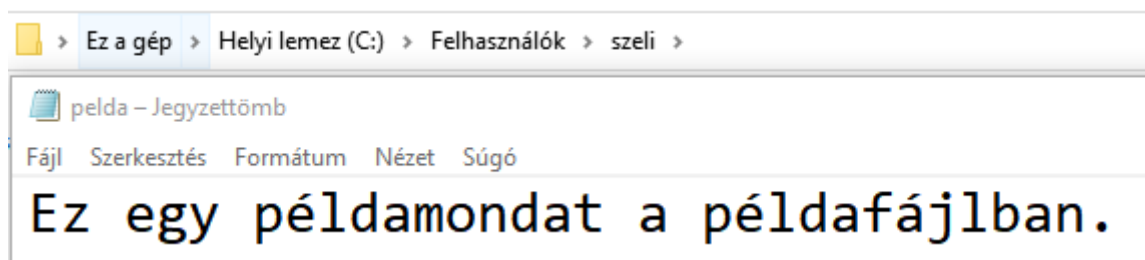 > Ez a gép > Helyi lemez (C:) > Felhasználók > szeli >
pelda – Jegyzettömb
Fájl Szerkesztés Formátum Nézet Súgó
Ez egy példamondat a példafájlban.